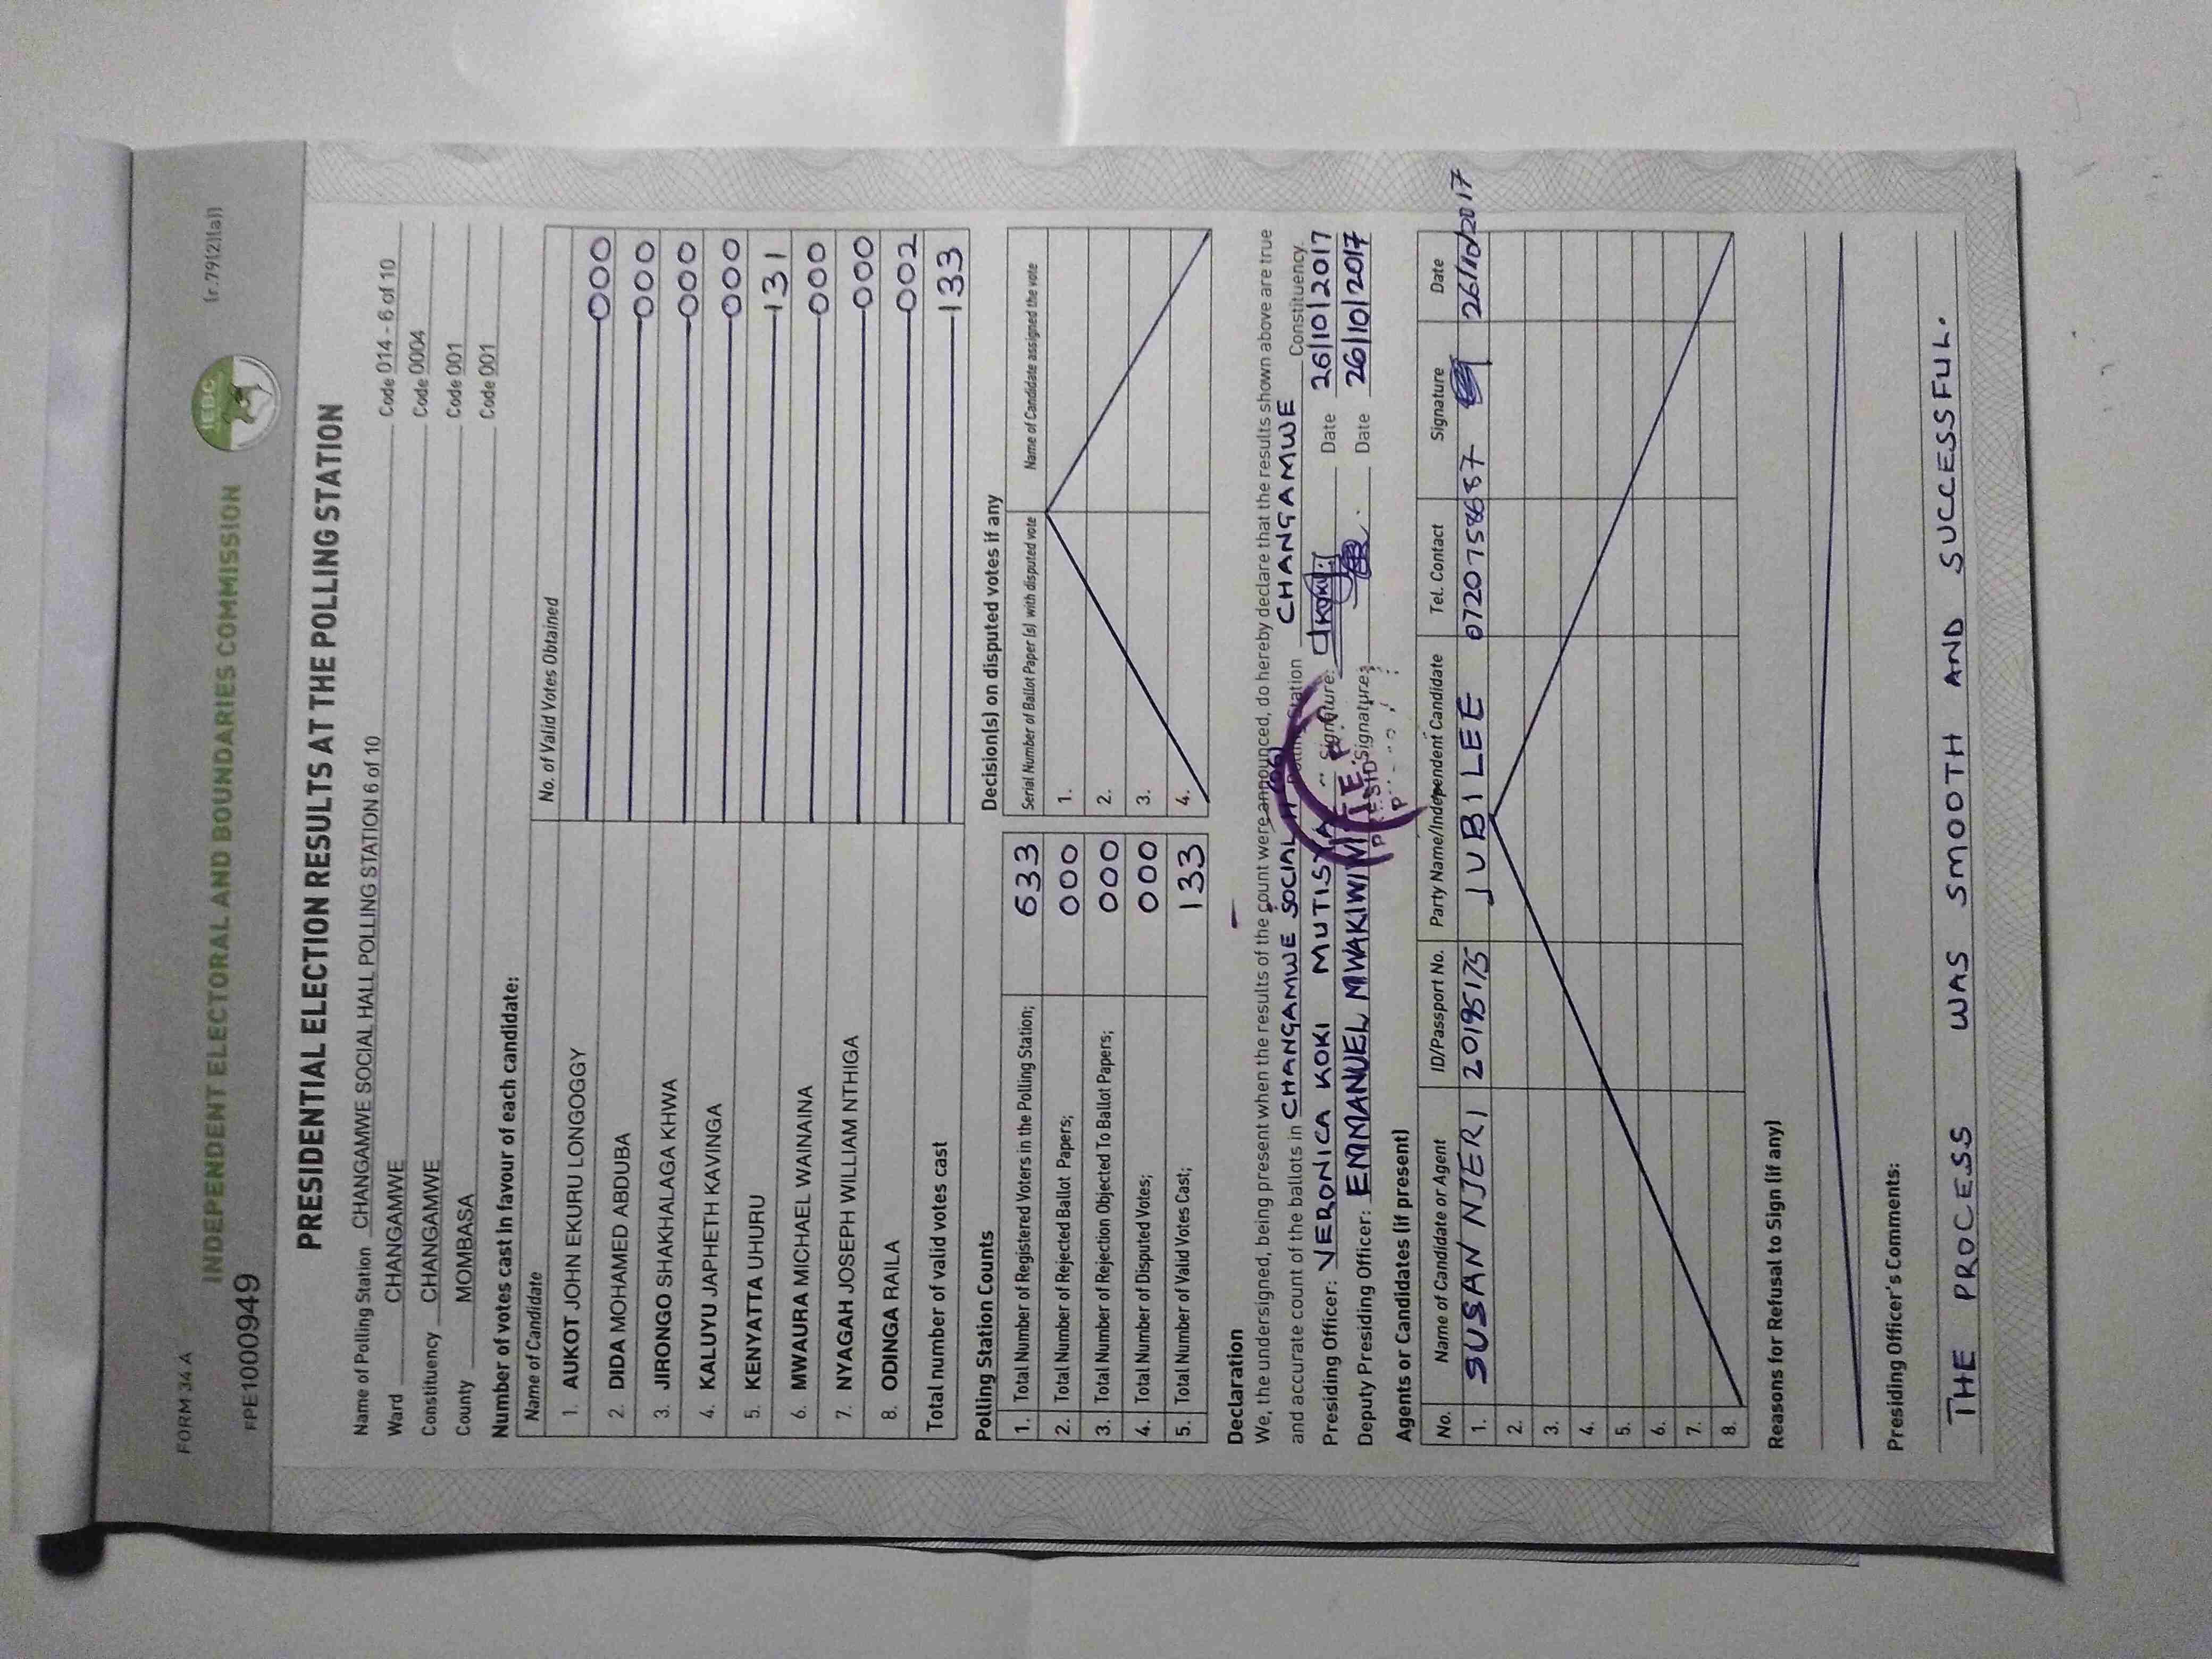 FORM 34 A
(r.79(2)(a))
INDEPENDENT ELECTORAL AND BOUNDARIES COMMISSION
IEBC
FPE1000949
PRESIDENTIAL ELECTION RESULTS AT THE POLLING STATION
Name of Polling Station CHANGAMWE SOCIAL HALL POLLING STATION 6 of 10 Code 014 - 6 of 10
Ward CHANGAMWE Code 0004
Constituency CHANGAMWE Code 001
County MOMBASA Code 001
Number of votes cast in favour of each candidate:
Name of Candidate No. of Valid Votes Obtained
1. AUKOT JOHN EKURU LONGOGGY 000
2. DIDA MOHAMED ABDUBA 000
3. JIRONGO SHAKHALAGA KHWA 000
4. KALUYU JAPHETH KAVINGA 000
5. KENYATTA UHURU 131
6. MWAURA MICHAEL WAINAINA 000
7. NYAGAH JOSEPH WILLIAM NTHIGA 000
8. ODINGA RAILA 002
Total number of valid votes cast 133
Polling Station Counts
1. Total Number of Registered Voters in the Polling Station; 633
2. Total Number of Rejected Ballot Papers; 000
3. Total Number of Rejection Objected To Ballot Papers; 000
4. Total Number of Disputed Votes; 000
5. Total Number of Valid Votes Cast; 133
Decision(s) on disputed votes if any
Serial Number of Ballot Paper (s) with disputed vote Name of Candidate assigned the vote
1.
2.
3.
4.
Declaration
We, the undersigned, being present when the results of the count were announced, do hereby declare that the results shown above are true
and accurate count of the ballots in CHANGAMWE SOCIAL Polling Station CHANGAMWE Constituency.
Presiding Officer: VERONICA KOKI MUTISYA Signature: Date 26/10/2017
Deputy Presiding Officer: EMMANUEL MWAKIWIWI Signature: Date 26/10/2017
Agents or Candidates (if present)
No. Name of Candidate or Agent ID/Passport No. Party Name/Independent Candidate Tel. Contact Signature Date
1. SUSAN NJERI 20195175 JUBILEE 0720758687 26/10/2017
2.
3.
4.
5.
6.
7.
8.
Reasons for Refusal to Sign (if any)
Presiding Officer's Comments:
THE PROCESS WAS SMOOTH AND SUCCESSFUL.